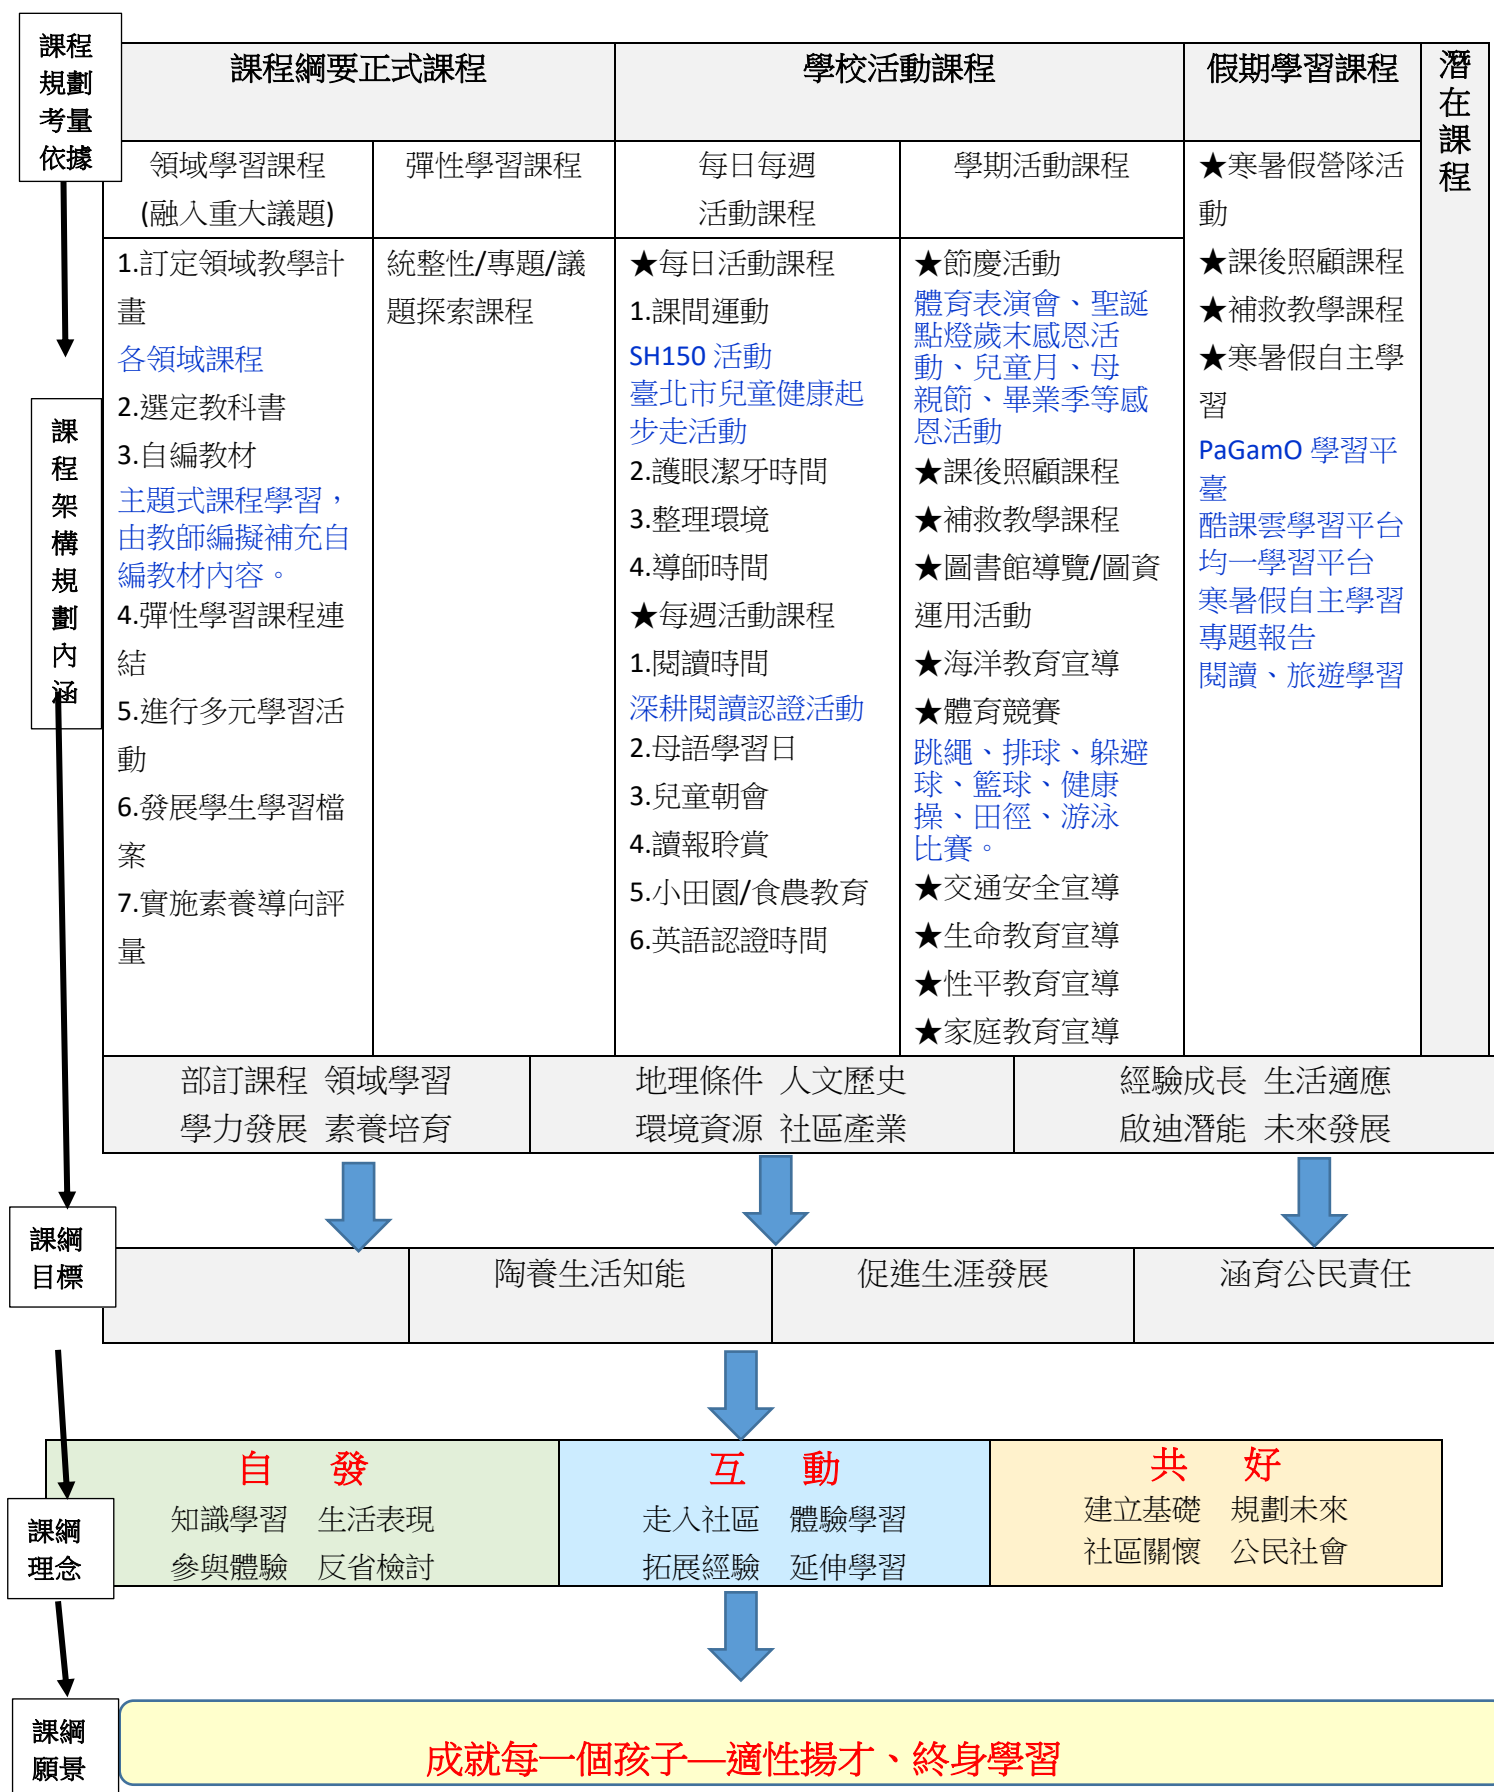 課程
規劃
考量
依據
課程綱要正式課程
學校活動課程
假期學習課程
潛
在
課
程
領域學習課程
(融入重大議題)
彈性學習課程
每日每週
活動課程
學期活動課程
1.訂定領域教學計
畫
各領域課程
2.選定教科書
3.自編教材
主題式課程學習，
由教師編擬補充自
編教材內容。
4.彈性學習課程連
結
5.進行多元學習活
動
6.發展學生學習檔
案
7.實施素養導向評
量
統整性/專題/議
題探索課程
★每日活動課程
1.課間運動
SH150 活動
臺北市兒童健康起
步走活動
2.護眼潔牙時間
3.整理環境
4.導師時間
★每週活動課程
1.閱讀時間
深耕閱讀認證活動
2.母語學習日
3.兒童朝會
4.讀報聆賞
5.小田園/食農教育
6.英語認證時間
★節慶活動
體育表演會、聖誕
點燈歲末感恩活
動、兒童月、母
親節、畢業季等感
恩活動
★課後照顧課程
★補救教學課程
★圖書館導覽/圖資
運用活動
★海洋教育宣導
★體育競賽
跳繩、排球、躲避
球、籃球、健康
操、田徑、游泳
比賽。
★交通安全宣導
★生命教育宣導
★性平教育宣導
★家庭教育宣導
★寒暑假營隊活
動
★課後照顧課程
★補救教學課程
★寒暑假自主學
習
PaGamO 學習平
臺
酷課雲學習平台
均一學習平台
寒暑假自主學習
專題報告
閱讀、旅遊學習
課
程
架
構
規
劃
內
涵
部訂課程 領域學習
學力發展 素養培育
地理條件 人文歷史
環境資源 社區產業
經驗成長 生活適應
啟迪潛能 未來發展
課綱
目標
陶養生活知能
促進生涯發展
涵育公民責任
課綱
理念
自 發
知識學習 生活表現
參與體驗 反省檢討
互 動
走入社區 體驗學習
拓展經驗 延伸學習
共 好
建立基礎 規劃未來
社區關懷 公民社會
課綱
願景
成就每一個孩子—適性揚才、終身學習